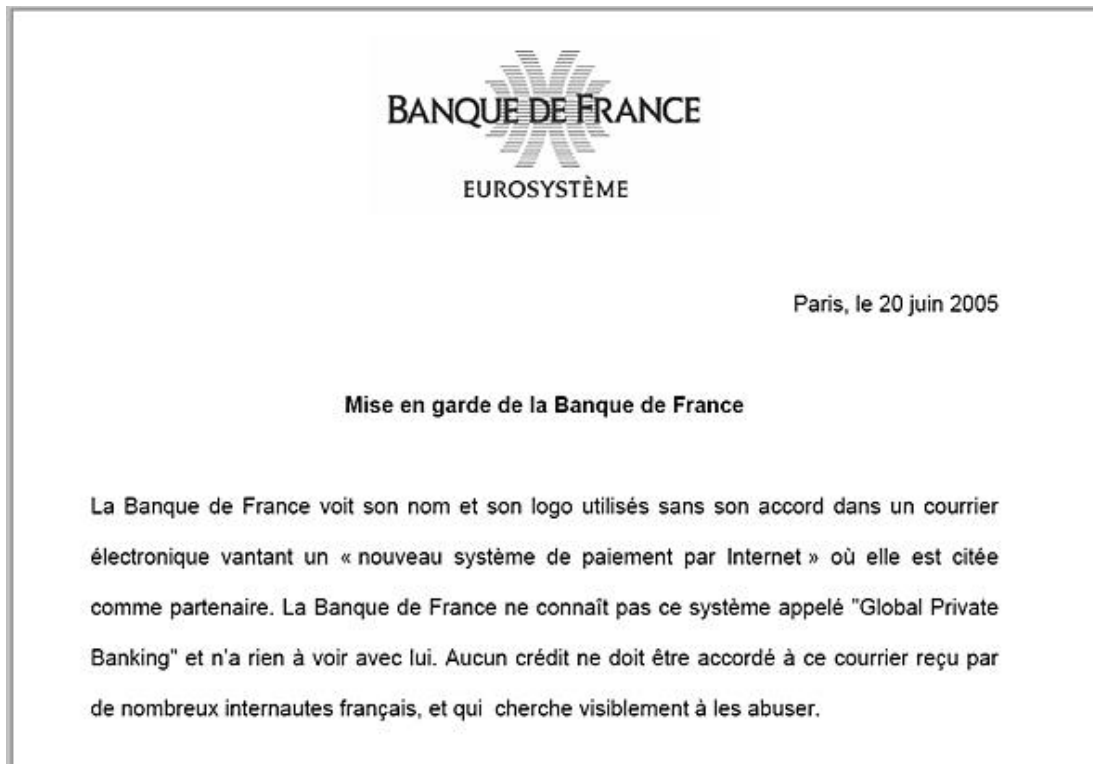 BANQUE DE FRANCE
EUROSYSTÈME
Paris, le 20 juin 2005
Mise en garde de la Banque de France
La Banque de France voit son nom et son logo utilisés sans son accord dans un courrier
électronique vantant un « nouveau système de paiement par Internet » où elle est citée
comme partenaire. La Banque de France ne connaît pas ce système appelé "Global Private
Banking" et n'a rien à voir avec lui. Aucun crédit ne doit être accordé à ce courrier reçu par
de nombreux internautes français, et qui cherche visiblement à les abuser.